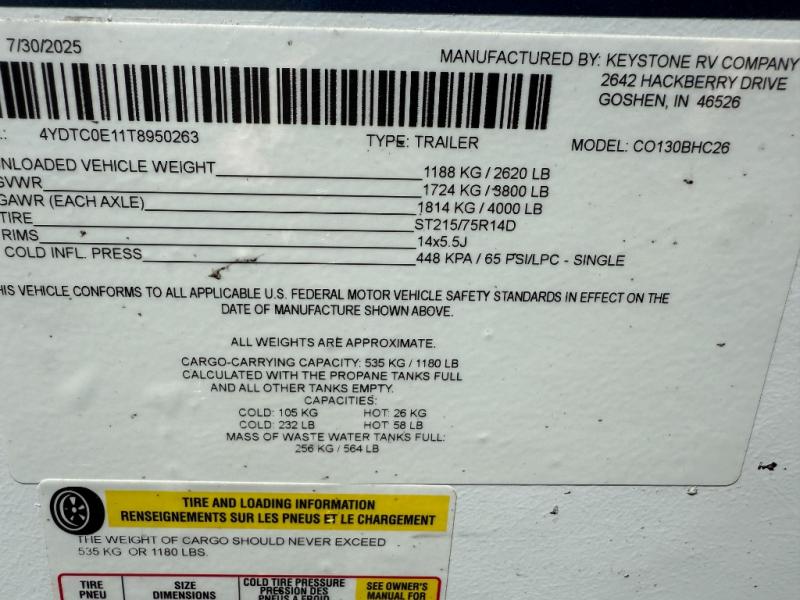 7/30/2025
MANUFACTURED BY: KEYSTONE RV COMPANY
2642 HACKBERRY DRIVE
GOSHEN, IN 46526
4YDTC0E11T8950263 TYPE: TRAILER MODEL: CO130BHC26
NLOADED VEHICLE WEIGHT 1188 KG / 2620 LB
GVWR 1724 KG / 3800 LB
GAWR (EACH AXLE) 1814 KG / 4000 LB
TIRE ST215/75R14D
RIMS 14x5.5J
COLD INFL. PRESS 448 KPA / 65 PSI/LPC - SINGLE
HIS VEHICLE CONFORMS TO ALL APPLICABLE U.S. FEDERAL MOTOR VEHICLE SAFETY STANDARDS IN EFFECT ON THE
DATE OF MANUFACTURE SHOWN ABOVE.
ALL WEIGHTS ARE APPROXIMATE.
CARGO-CARRYING CAPACITY: 535 KG / 1180 LB
CALCULATED WITH THE PROPANE TANKS FULL
AND ALL OTHER TANKS EMPTY.
CAPACITIES:
COLD: 105 KG HOT: 26 KG
COLD: 232 LB HOT: 58 LB
MASS OF WASTE WATER TANKS FULL:
256 KG / 564 LB
TIRE AND LOADING INFORMATION
RENSEIGNEMENTS SUR LES PNEUS ET LE CHARGEMENT
THE WEIGHT OF CARGO SHOULD NEVER EXCEED
535 KG OR 1180 LBS.
TIRE SIZE COLD TIRE PRESSURE SEE OWNER'S
PNEU DIMENSIONS PRESSION DES MANUAL FOR
PNEUS A FROID